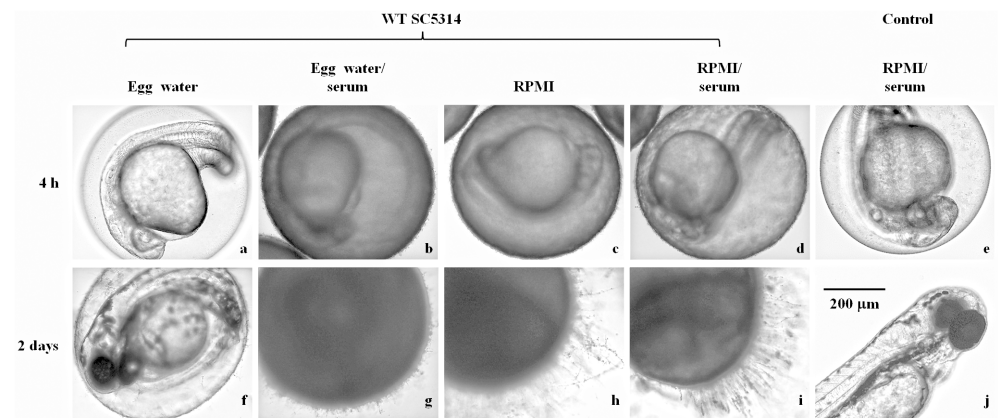 WT SC5314
Control
Egg water
Egg water/
serum
RPMI
RPMI/
serum
RPMI/
serum
4 h
a
b
c
d
e
2 days
200 µm
f
g
h
i
j